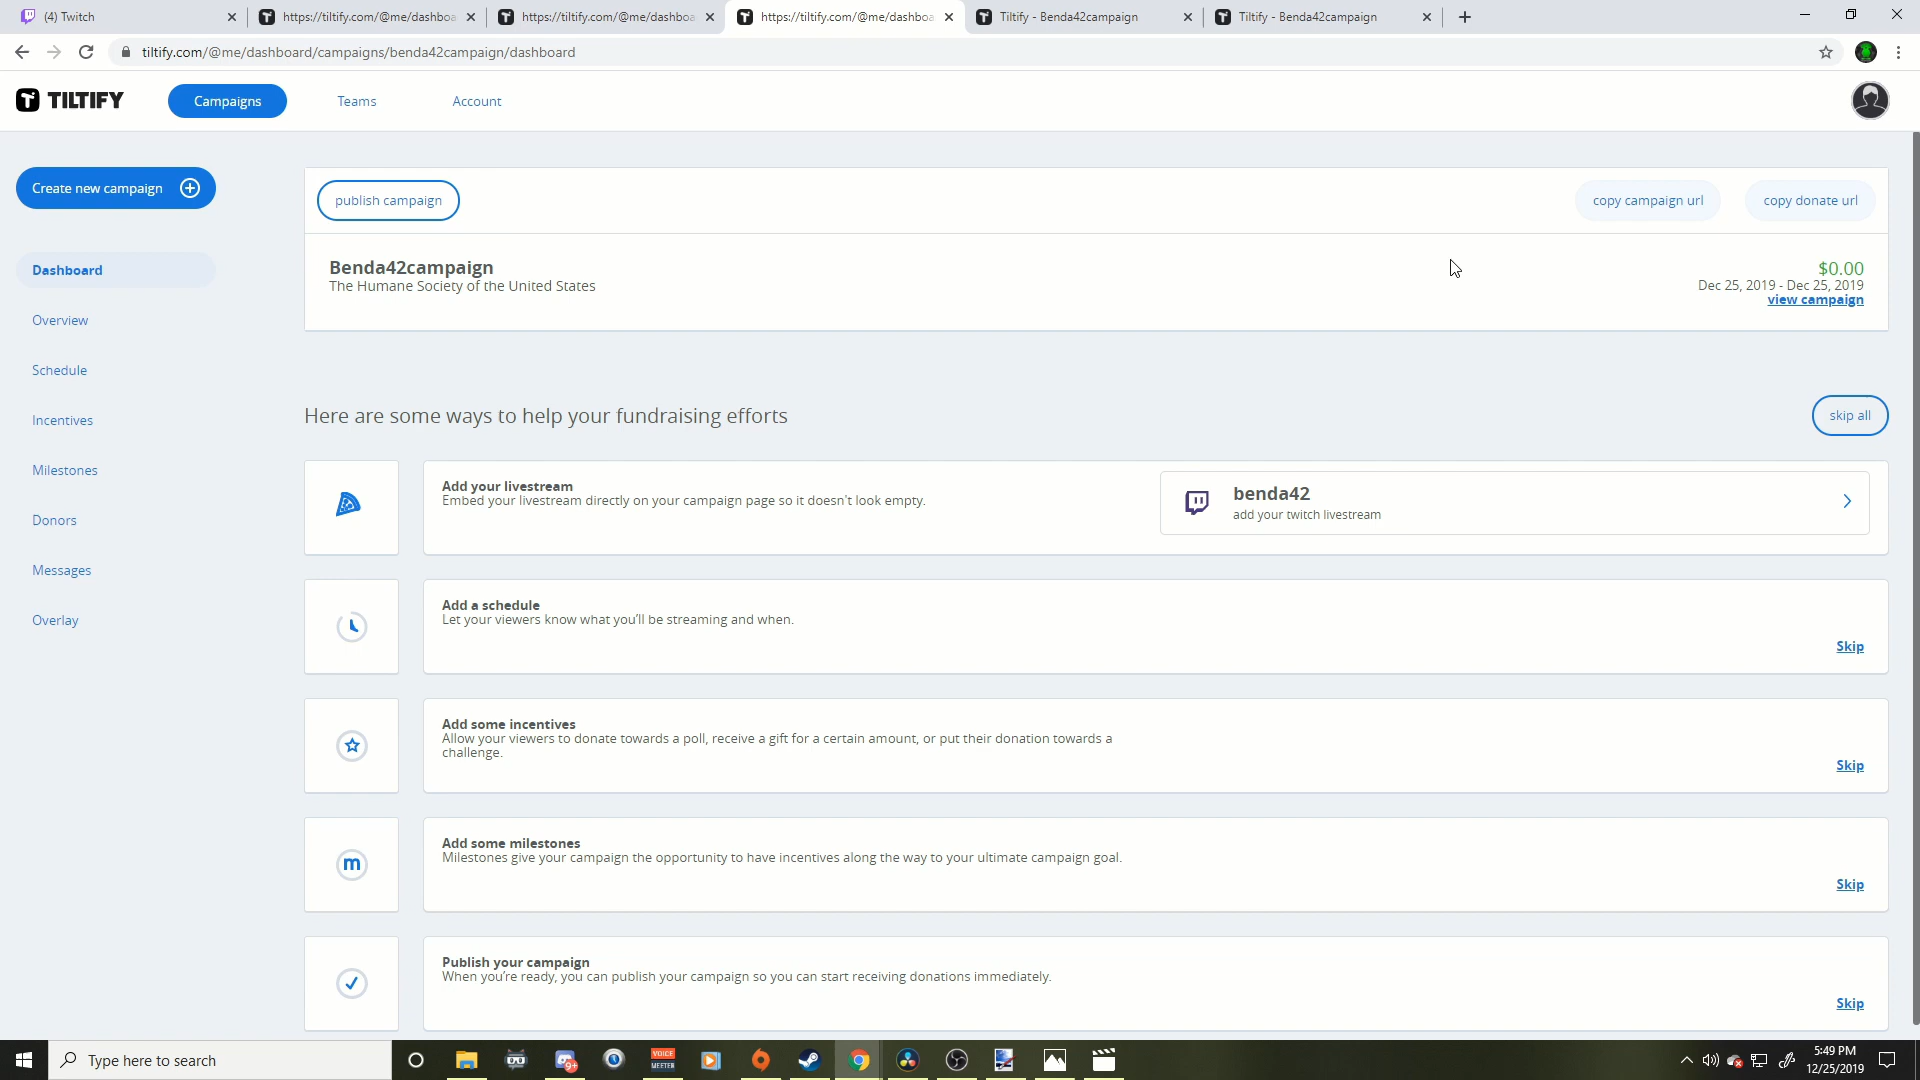 (4) Twitch
https://tiltify.com/@me/dashboa
https://tiltify.com/@me/dashboa
https://tiltify.com/@me/dashboa
Tiltify - Benda42campaign
Tiltify - Benda42campaign
tiltify.com/@me/dashboard/campaigns/benda42campaign/dashboard
TILTIFY
Campaigns
Teams
Account
Create new campaign
Dashboard
Overview
Schedule
Incentives
Milestones
Donors
Messages
Overlay
publish campaign
copy campaign url
copy donate url
Benda42campaign
The Humane Society of the United States
$0.00
Dec 25, 2019 - Dec 25, 2019
view campaign
Here are some ways to help your fundraising efforts
skip all
Add your livestream
Embed your livestream directly on your campaign page so it doesn't look empty.
benda42
add your twitch livestream
Add a schedule
Let your viewers know what you'll be streaming and when.
Skip
Add some incentives
Allow your viewers to donate towards a poll, receive a gift for a certain amount, or put their donation towards a
challenge.
Skip
m
Add some milestones
Milestones give your campaign the opportunity to have incentives along the way to your ultimate campaign goal.
Skip
Publish your campaign
When you're ready, you can publish your campaign so you can start receiving donations immediately.
Skip
Type here to search
9+
VOICE
MEETER
5:49 PM
12/25/2019